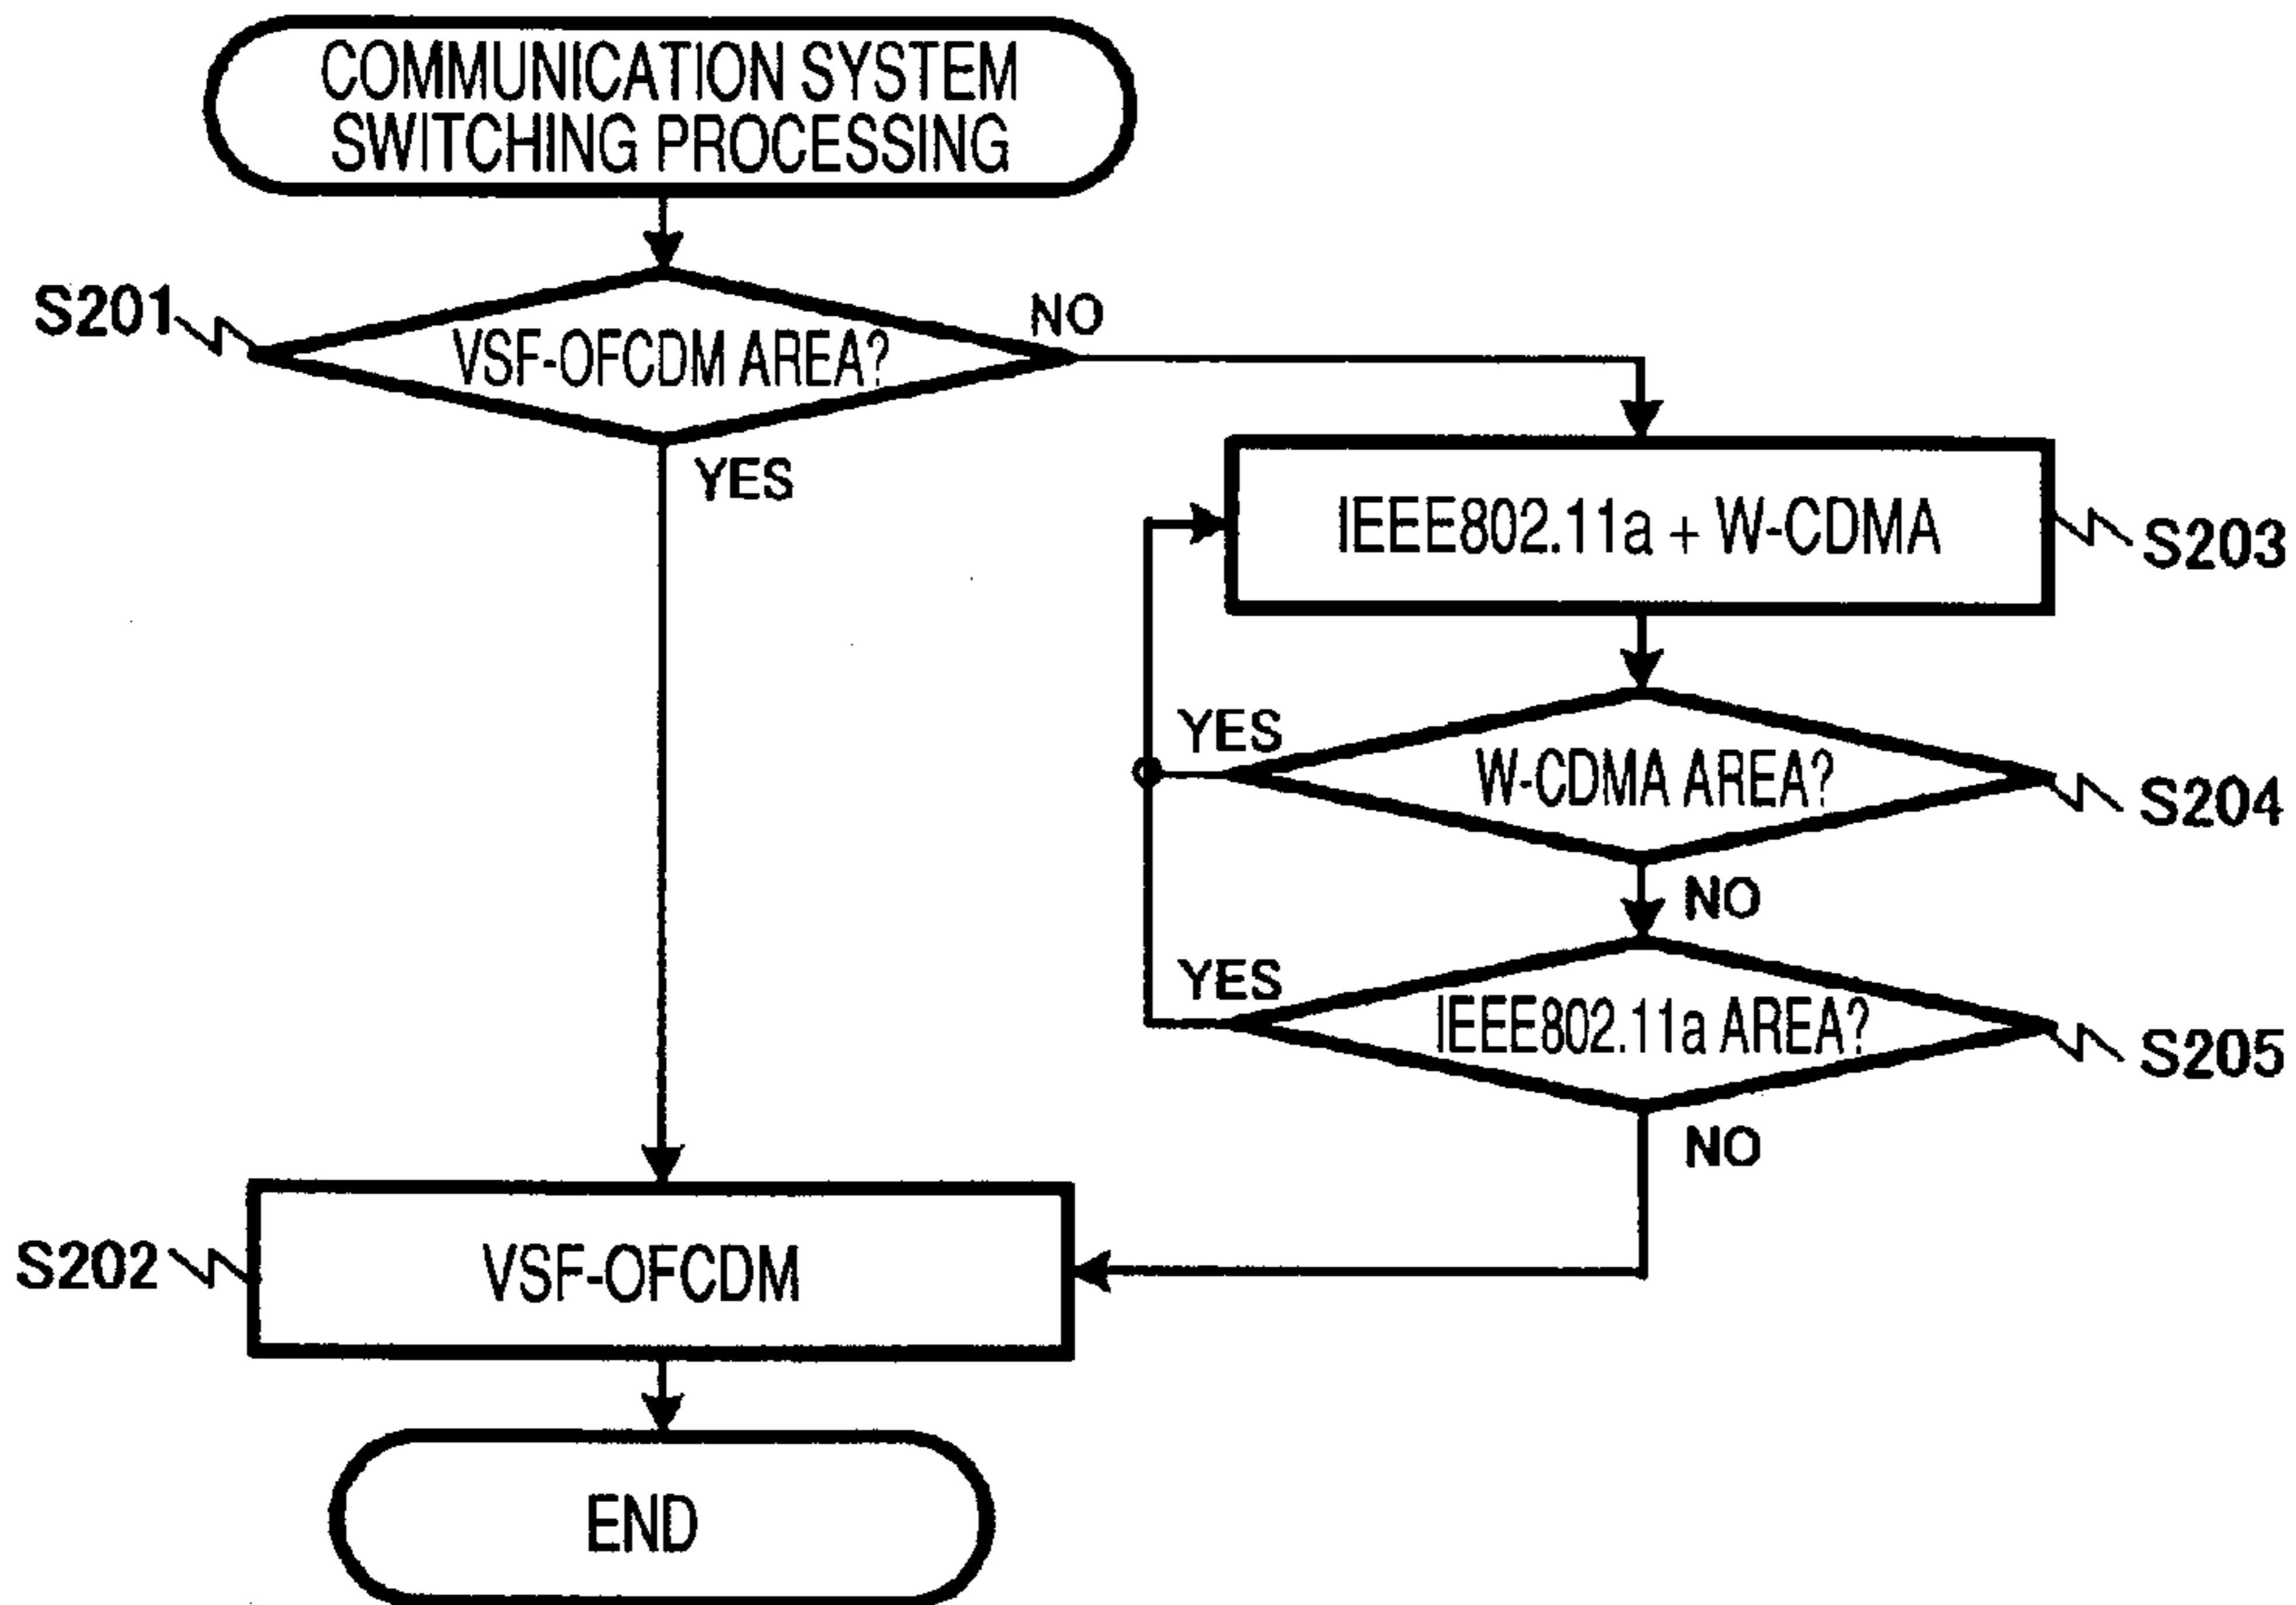 COMMUNICATION SYSTEM
SWITCHING PROCESSING
S201
VSF-OFCDM AREA?
NO
YES
IEEE802.11a + W-CDMA
S203
YES
W-CDMA AREA?
S204
NO
YES
IEEE802.11a AREA?
S205
NO
S202
VSF-OFCDM
END